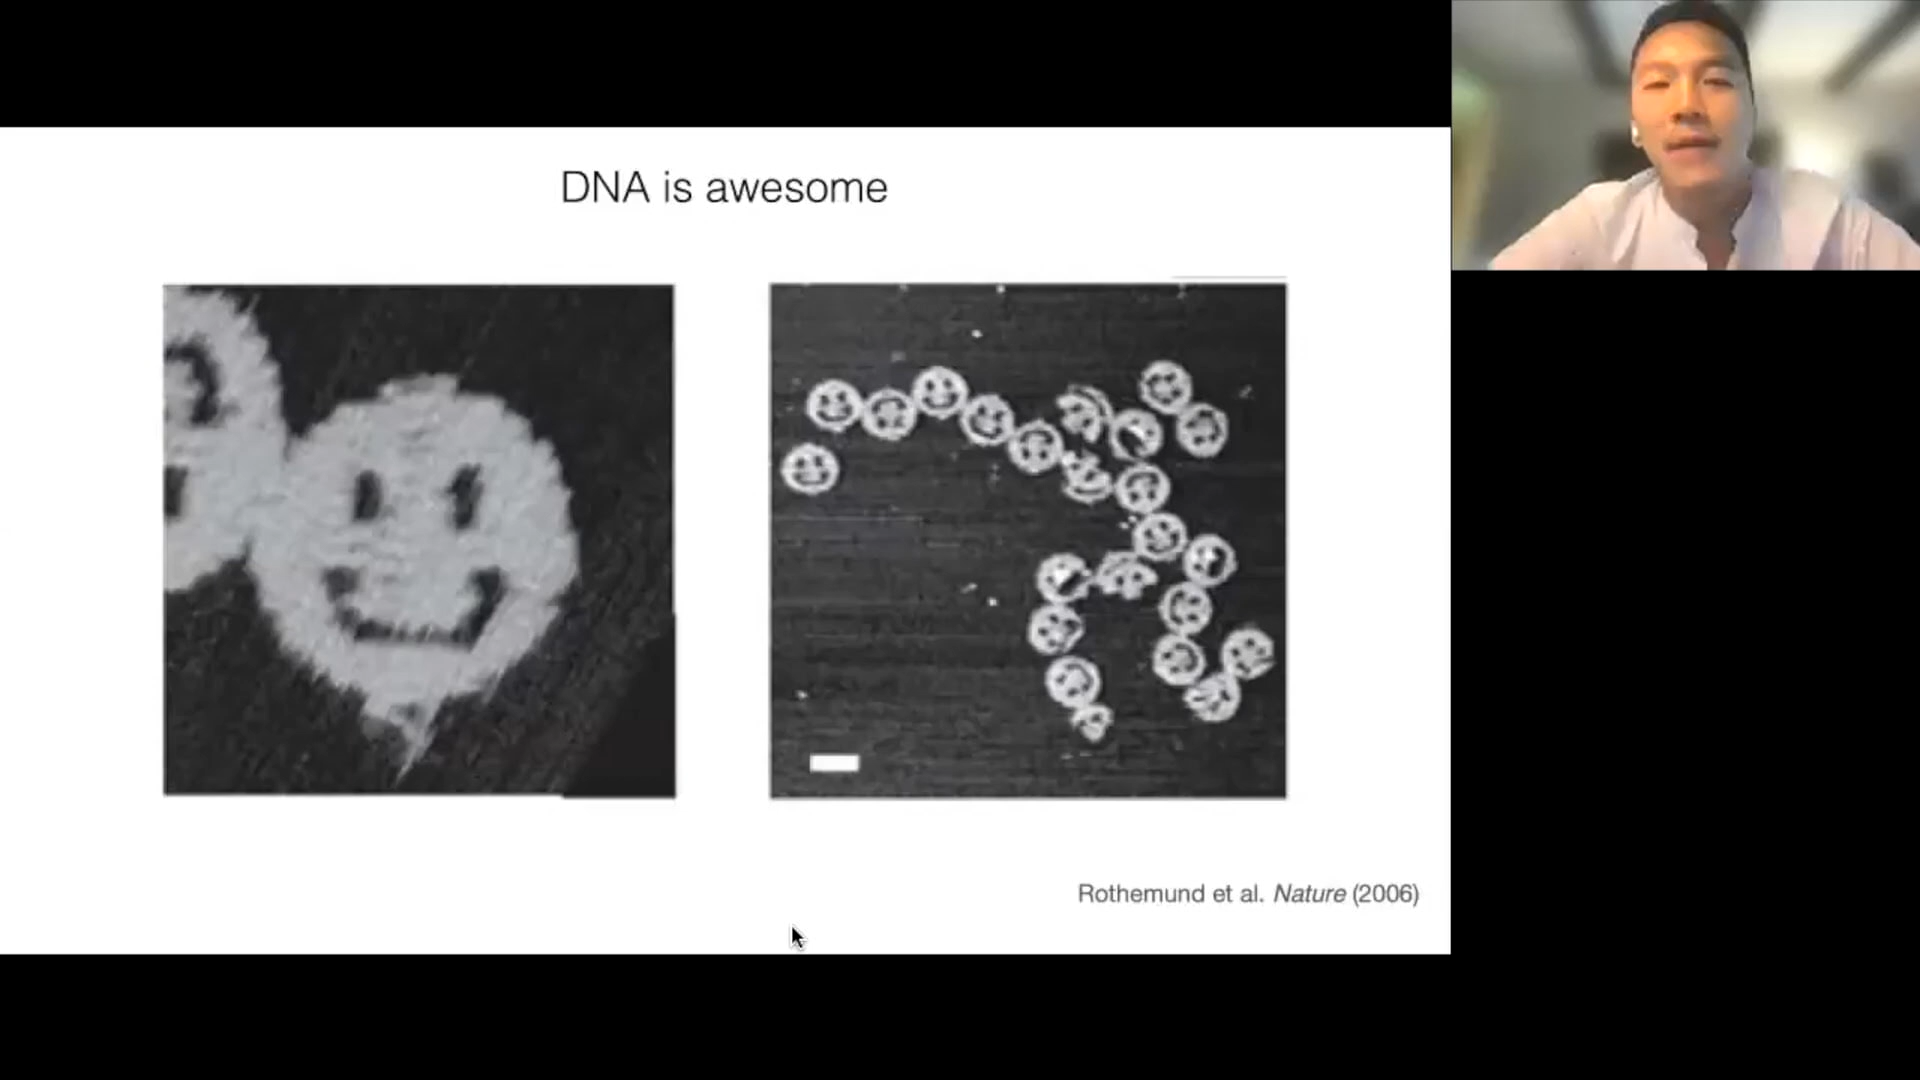 DNA is awesome
Rothemund et al. Nature (2006)